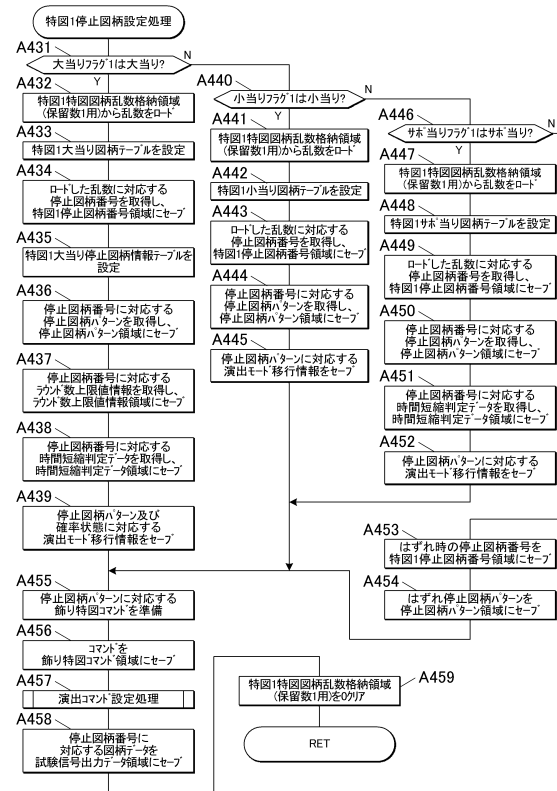 特図1停止図柄設定処理
A431
大当りフラグ1は大当り?
N
Y
A432
特図1特図図柄乱数格納領域
(保留数1用)から乱数をロード
A433
特図1大当り図柄テーブルを設定
A434
ロードした乱数に対応する
停止図柄番号を取得し、
特図1停止図柄番号領域にセーブ
A435
特図1大当り停止図柄情報テーブルを
設定
A436
停止図柄番号に対応する
停止図柄パターンを取得し、
停止図柄パターン領域にセーブ
A437
停止図柄番号に対応する
ラウンド数上限値情報を取得し、
ラウンド数上限値情報領域にセーブ
A438
停止図柄番号に対応する
時間短縮判定データを取得し、
時間短縮判定データ領域にセーブ
A439
停止図柄パターン及び
確率状態に対応する
演出モード移行情報をセーブ
A440
小当りフラグ1は小当り?
N
Y
A441
特図1特図図柄乱数格納領域
(保留数1用)から乱数をロード
A442
特図1小当り図柄テーブルを設定
A443
ロードした乱数に対応する
停止図柄番号を取得し、
特図1停止図柄番号領域にセーブ
A444
停止図柄番号に対応する
停止図柄パターンを取得し、
停止図柄パターン領域にセーブ
A445
停止図柄パターンに対応する
演出モード移行情報をセーブ
A446
サポ当りフラグ1はサポ当り?
N
Y
A447
特図1特図図柄乱数格納領域
(保留数1用)から乱数をロード
A448
特図1サポ当り図柄テーブルを設定
A449
ロードした乱数に対応する
停止図柄番号を取得し、
特図1停止図柄番号領域にセーブ
A450
停止図柄番号に対応する
停止図柄パターンを取得し、
停止図柄パターン領域にセーブ
A451
停止図柄番号に対応する
時間短縮判定データを取得し、
時間短縮判定データ領域にセーブ
A452
停止図柄パターンに対応する
演出モード移行情報をセーブ
A453
はずれ時の停止図柄番号を
特図1停止図柄番号領域にセーブ
A454
はずれ停止図柄パターンを
停止図柄パターン領域にセーブ
A455
停止図柄パターンに対応する
飾り特図コマンドを準備
A456
コマンドを
飾り特図コマンド領域にセーブ
A457
演出コマンド設定処理
A458
停止図柄番号に
対応する図柄データを
試験信号出力データ領域にセーブ
A459
特図1特図図柄乱数格納領域
(保留数1用)を0クリア
RET